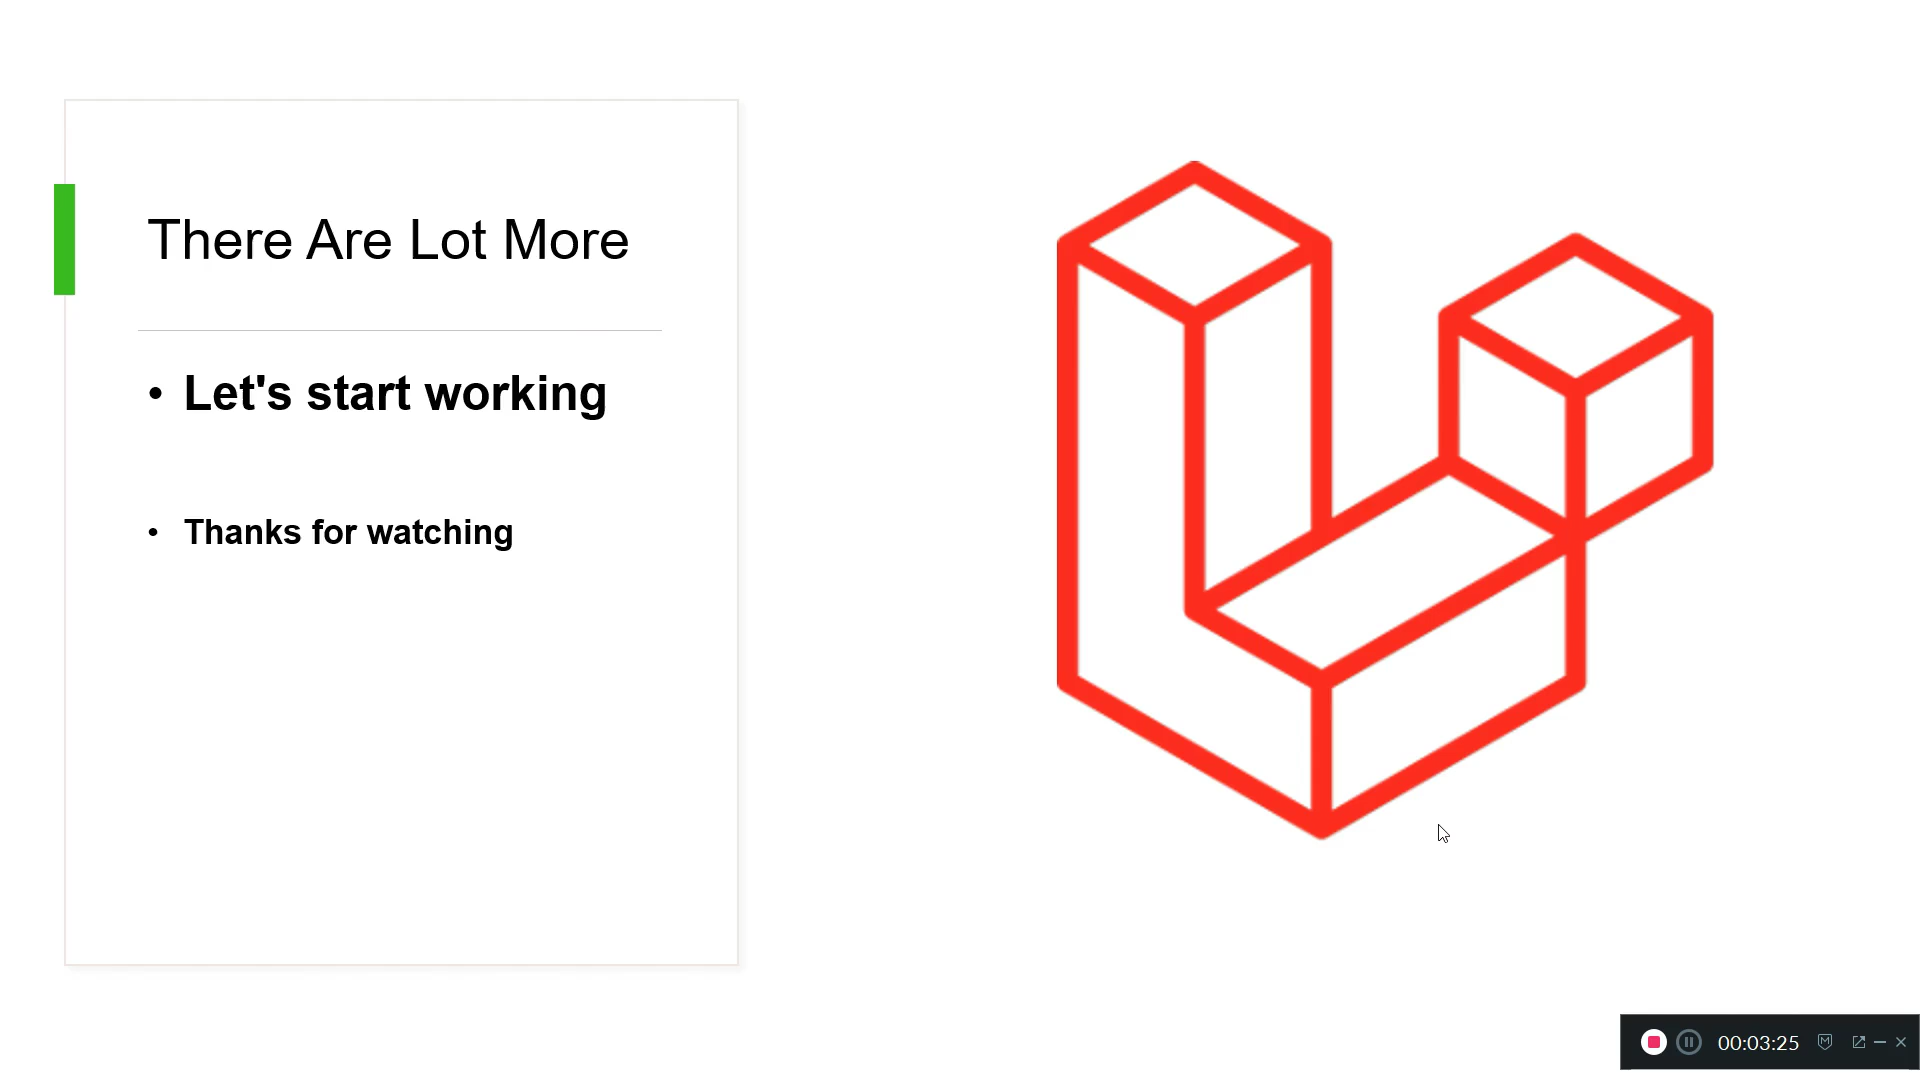 There Are Lot More
• Let's start working
• Thanks for watching
00:03:25